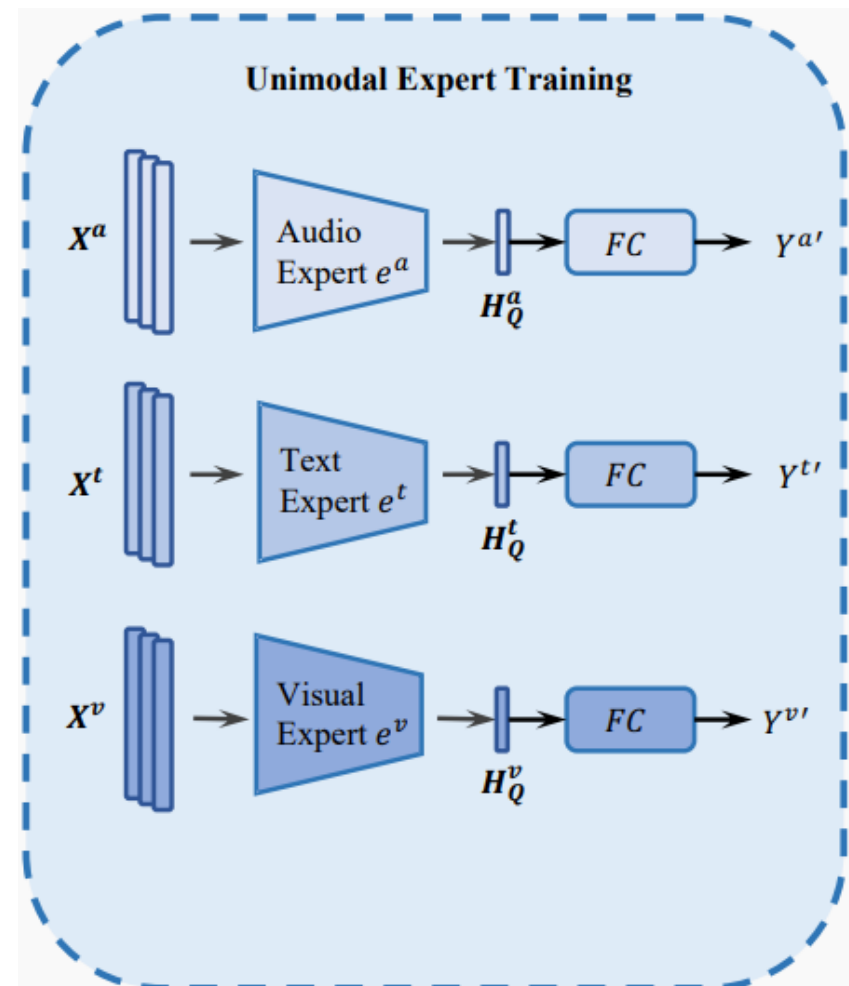 Unimodal Expert Training
X^a
Audio
Expert e^a
H_Q^a
FC
Y^a′
X^t
Text
Expert e^t
H_Q^t
FC
Y^t′
X^v
Visual
Expert e^v
H_Q^v
FC
Y^v′